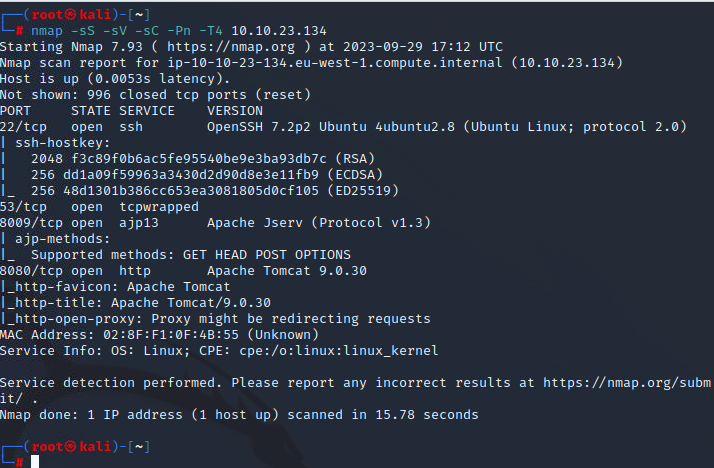 ┌──(root㉿kali)-[~]
└─# nmap -sS -sV -sC -Pn -T4 10.10.23.134
Starting Nmap 7.93 ( https://nmap.org ) at 2023-09-29 17:12 UTC
Nmap scan report for ip-10-10-23-134.eu-west-1.compute.internal (10.10.23.134)
Host is up (0.0053s latency).
Not shown: 996 closed tcp ports (reset)
PORT     STATE SERVICE    VERSION
22/tcp   open  ssh        OpenSSH 7.2p2 Ubuntu 4ubuntu2.8 (Ubuntu Linux; protocol 2.0)
| ssh-hostkey:
|   2048 f3c89f0b6ac5fe95540be9e3ba93db7c (RSA)
|   256 dd1a09f59963a3430d2d90d8e3e11fb9 (ECDSA)
|_  256 48d1301b386cc653ea3081805d0cf105 (ED25519)
53/tcp   open  tcpwrapped
8009/tcp open  ajp13      Apache Jserv (Protocol v1.3)
| ajp-methods:
|_  Supported methods: GET HEAD POST OPTIONS
8080/tcp open  http       Apache Tomcat 9.0.30
|_http-favicon: Apache Tomcat
|_http-title: Apache Tomcat/9.0.30
|_http-open-proxy: Proxy might be redirecting requests
MAC Address: 02:8F:F1:0F:4B:55 (Unknown)
Service Info: OS: Linux; CPE: cpe:/o:linux:linux_kernel

Service detection performed. Please report any incorrect results at https://nmap.org/subm
it/ .
Nmap done: 1 IP address (1 host up) scanned in 15.78 seconds

┌──(root㉿kali)-[~]
└─#